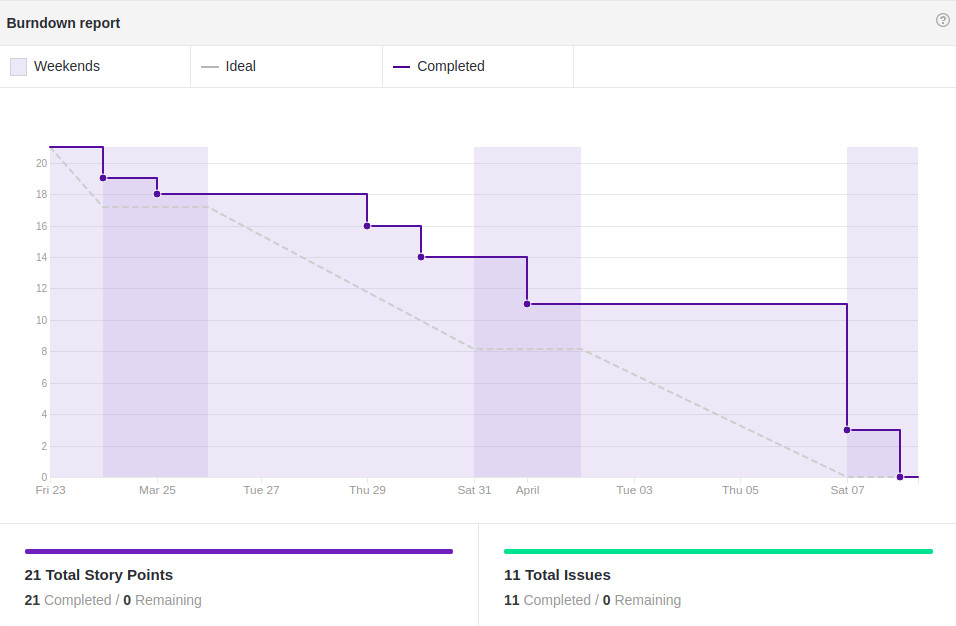 Burndown report
?
Weekends
Ideal
Completed
20
18
16
14
12
10
8
6
4
2
0
Fri 23 Mar 25 Tue 27 Thu 29 Sat 31 April Tue 03 Thu 05 Sat 07
21 Total Story Points
21 Completed / 0 Remaining
11 Total Issues
11 Completed / 0 Remaining